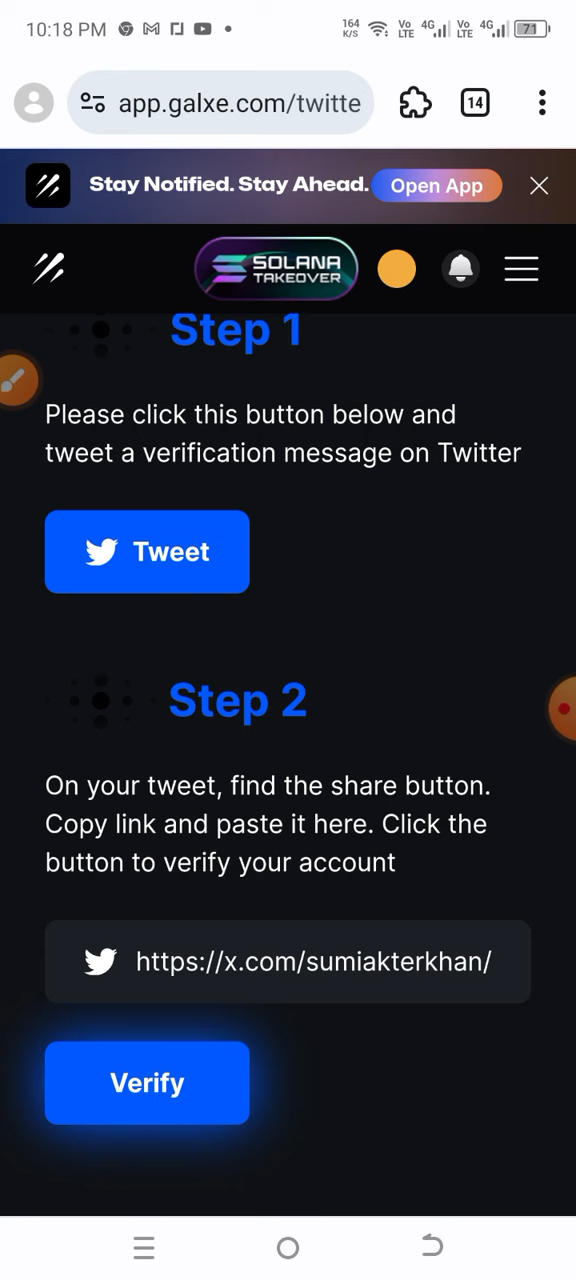 10:18 PM
164 K/S Vo LTE 4G Vo LTE 4G 71
app.galxe.com/twitte 14
Stay Notified. Stay Ahead. Open App
SOLANA
TAKEOVER
Step 1
Please click this button below and
tweet a verification message on Twitter
Tweet
Step 2
On your tweet, find the share button.
Copy link and paste it here. Click the
button to verify your account
https://x.com/sumiakterkhan/
Verify